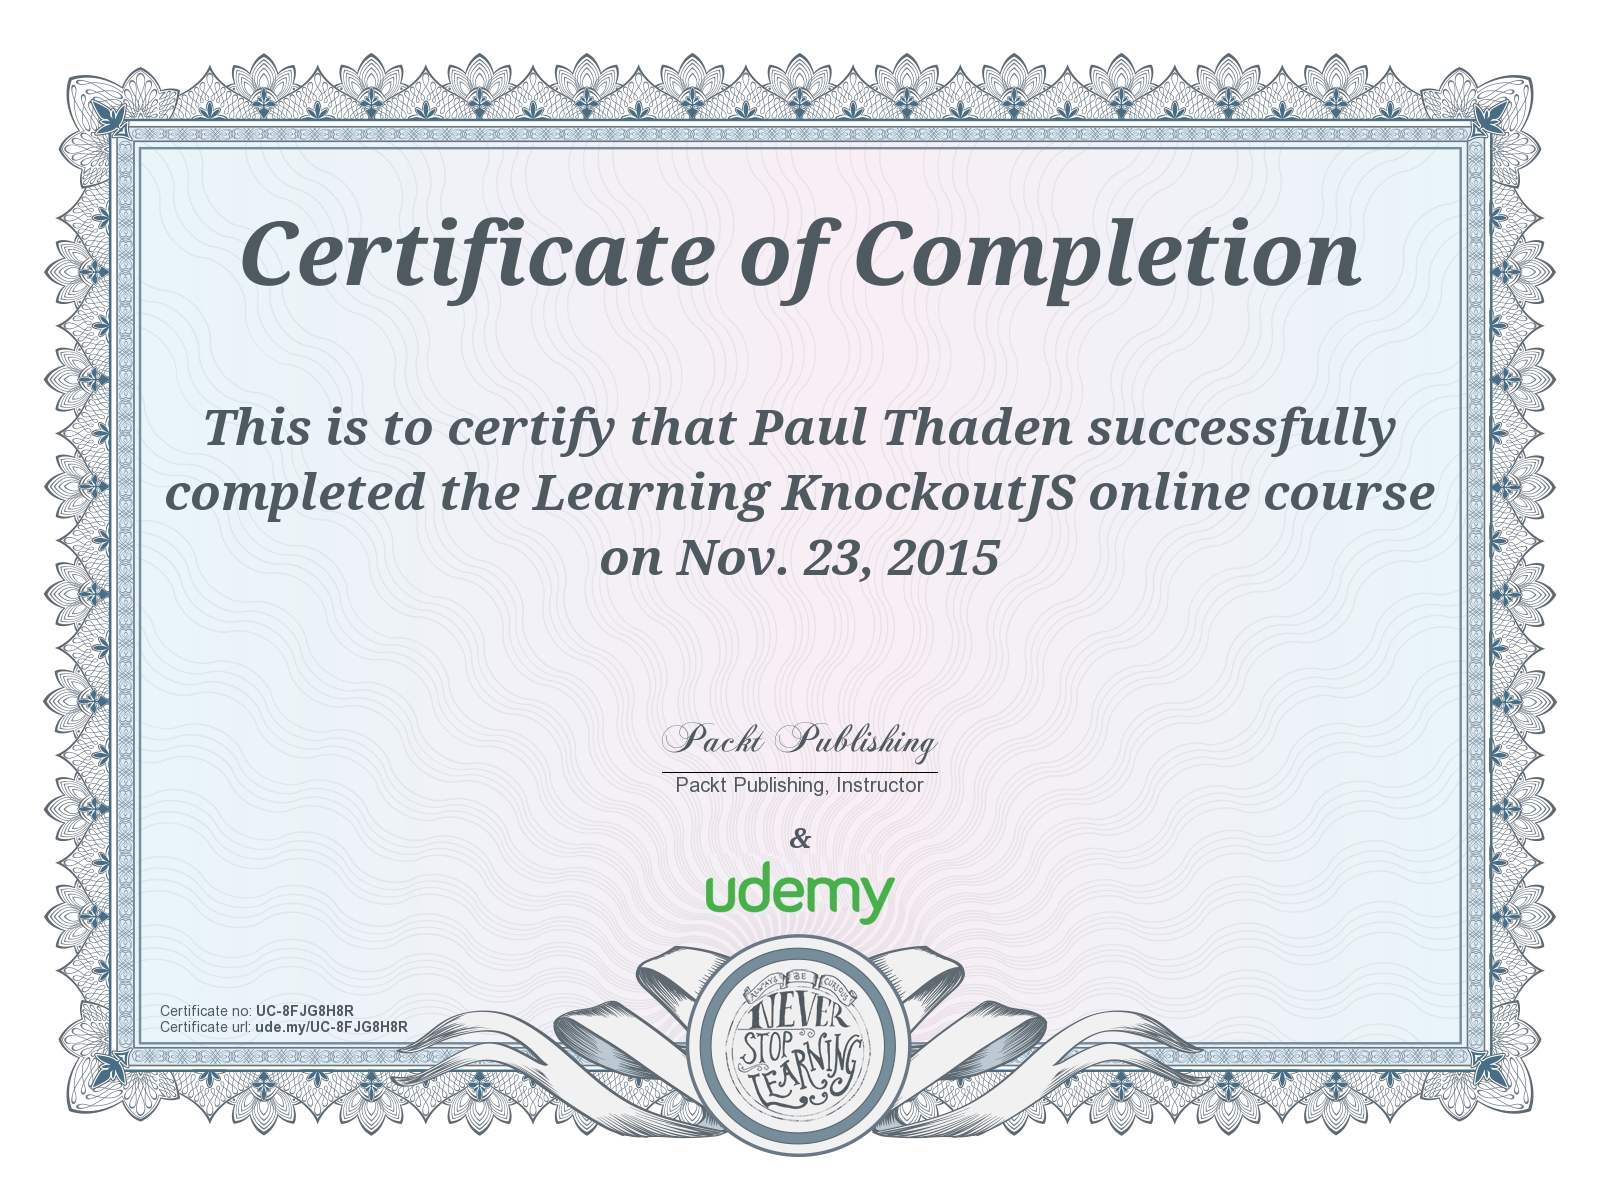 Certificate of Completion
This is to certify that Paul Thaden successfully
completed the Learning KnockoutJS online course
on Nov. 23, 2015
Packt Publishing
Packt Publishing, Instructor
&
udemy
Certificate no: UC-8FJG8H8R
Certificate url: ude.my/UC-8FJG8H8R
ALWAYS BE CURIOUS
NEVER
STOP
LEARNING